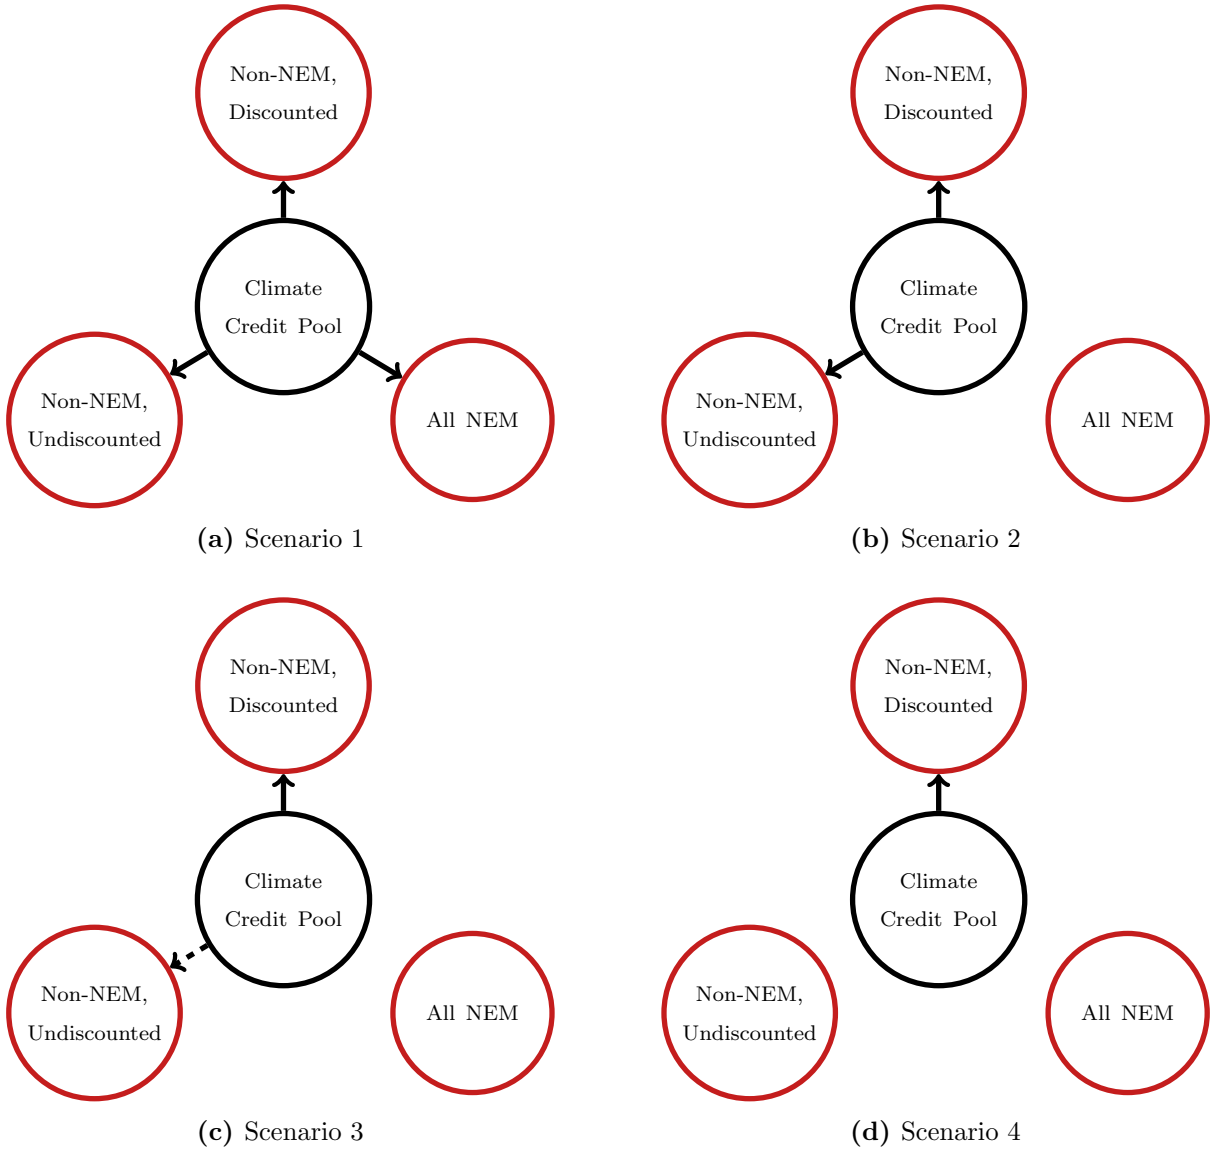 Non-NEM,
Discounted
Climate
Credit Pool
Non-NEM,
Undiscounted
All NEM
(a) Scenario 1
Non-NEM,
Discounted
Climate
Credit Pool
Non-NEM,
Undiscounted
All NEM
(b) Scenario 2
Non-NEM,
Discounted
Climate
Credit Pool
Non-NEM,
Undiscounted
All NEM
(c) Scenario 3
Non-NEM,
Discounted
Climate
Credit Pool
Non-NEM,
Undiscounted
All NEM
(d) Scenario 4